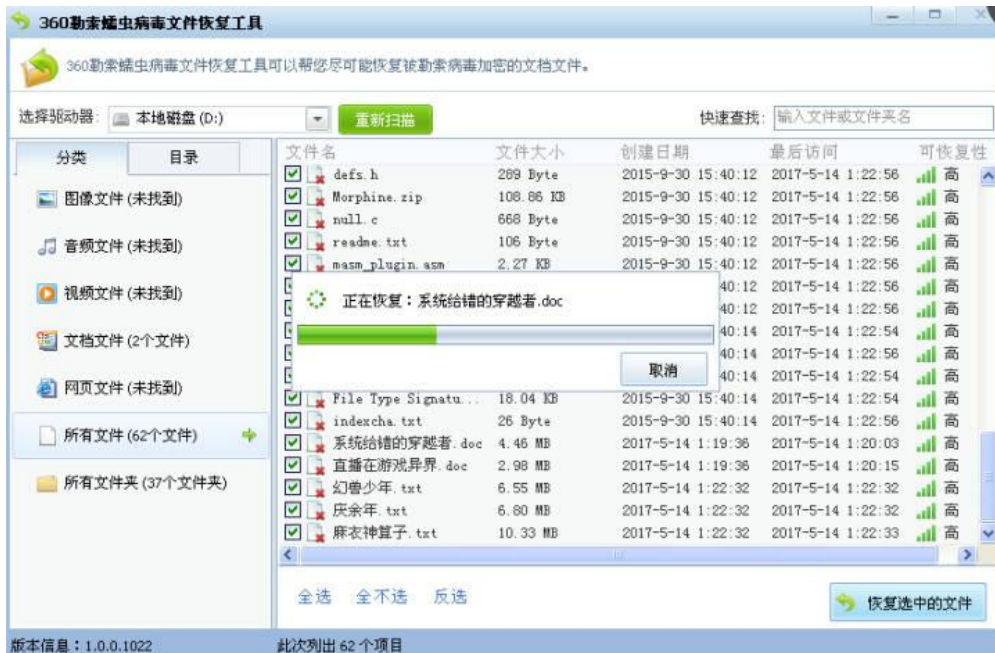 360勒索蠕虫病毒文件恢复工具
360勒索蠕虫病毒文件恢复工具可以帮您尽可能恢复被勒索病毒加密的文档文件。
选择驱动器: 本地磁盘 (D:) 重新扫描 快速查找: 输入文件或文件夹名
分类 目录
文件名 文件大小 创建日期 最后访问 可恢复性
defs.h 289 Byte 2015-9-30 15:40:12 2017-5-14 1:22:56 高
图像文件 (未找到)
Morphine.zip 108.86 KB 2015-9-30 15:40:12 2017-5-14 1:22:56 高
null.c 668 Byte 2015-9-30 15:40:12 2017-5-14 1:22:56 高
音频文件 (未找到)
readme.txt 106 Byte 2015-9-30 15:40:12 2017-5-14 1:22:56 高
masm_plugin.asm 2.27 KB 2015-9-30 15:40:12 2017-5-14 1:22:56 高
视频文件 (未找到)
40:12 2017-5-14 1:22:56 高
正在恢复：系统给错的穿越者.doc
40:12 2017-5-14 1:22:56 高
文档文件 (2个文件)
40:14 2017-5-14 1:22:54 高
40:14 2017-5-14 1:22:56 高
取消
40:14 2017-5-14 1:22:54 高
网页文件 (未找到)
File Type Signatu... 18.04 KB 2015-9-30 15:40:14 2017-5-14 1:22:54 高
indexcha.txt 26 Byte 2015-9-30 15:40:14 2017-5-14 1:22:56 高
所有文件 (62个文件)
系统给错的穿越者.doc 4.46 MB 2017-5-14 1:19:36 2017-5-14 1:20:03 高
直播在游戏异界.doc 2.98 MB 2017-5-14 1:19:36 2017-5-14 1:20:15 高
所有文件夹 (37个文件夹)
幻兽少年.txt 6.55 MB 2017-5-14 1:22:32 2017-5-14 1:22:32 高
庆余年.txt 6.80 MB 2017-5-14 1:22:32 2017-5-14 1:22:32 高
麻衣神算子.txt 10.33 MB 2017-5-14 1:22:32 2017-5-14 1:22:33 高
全选 全不选 反选 恢复选中的文件
版本信息：1.0.0.1022 此次列出 62 个项目